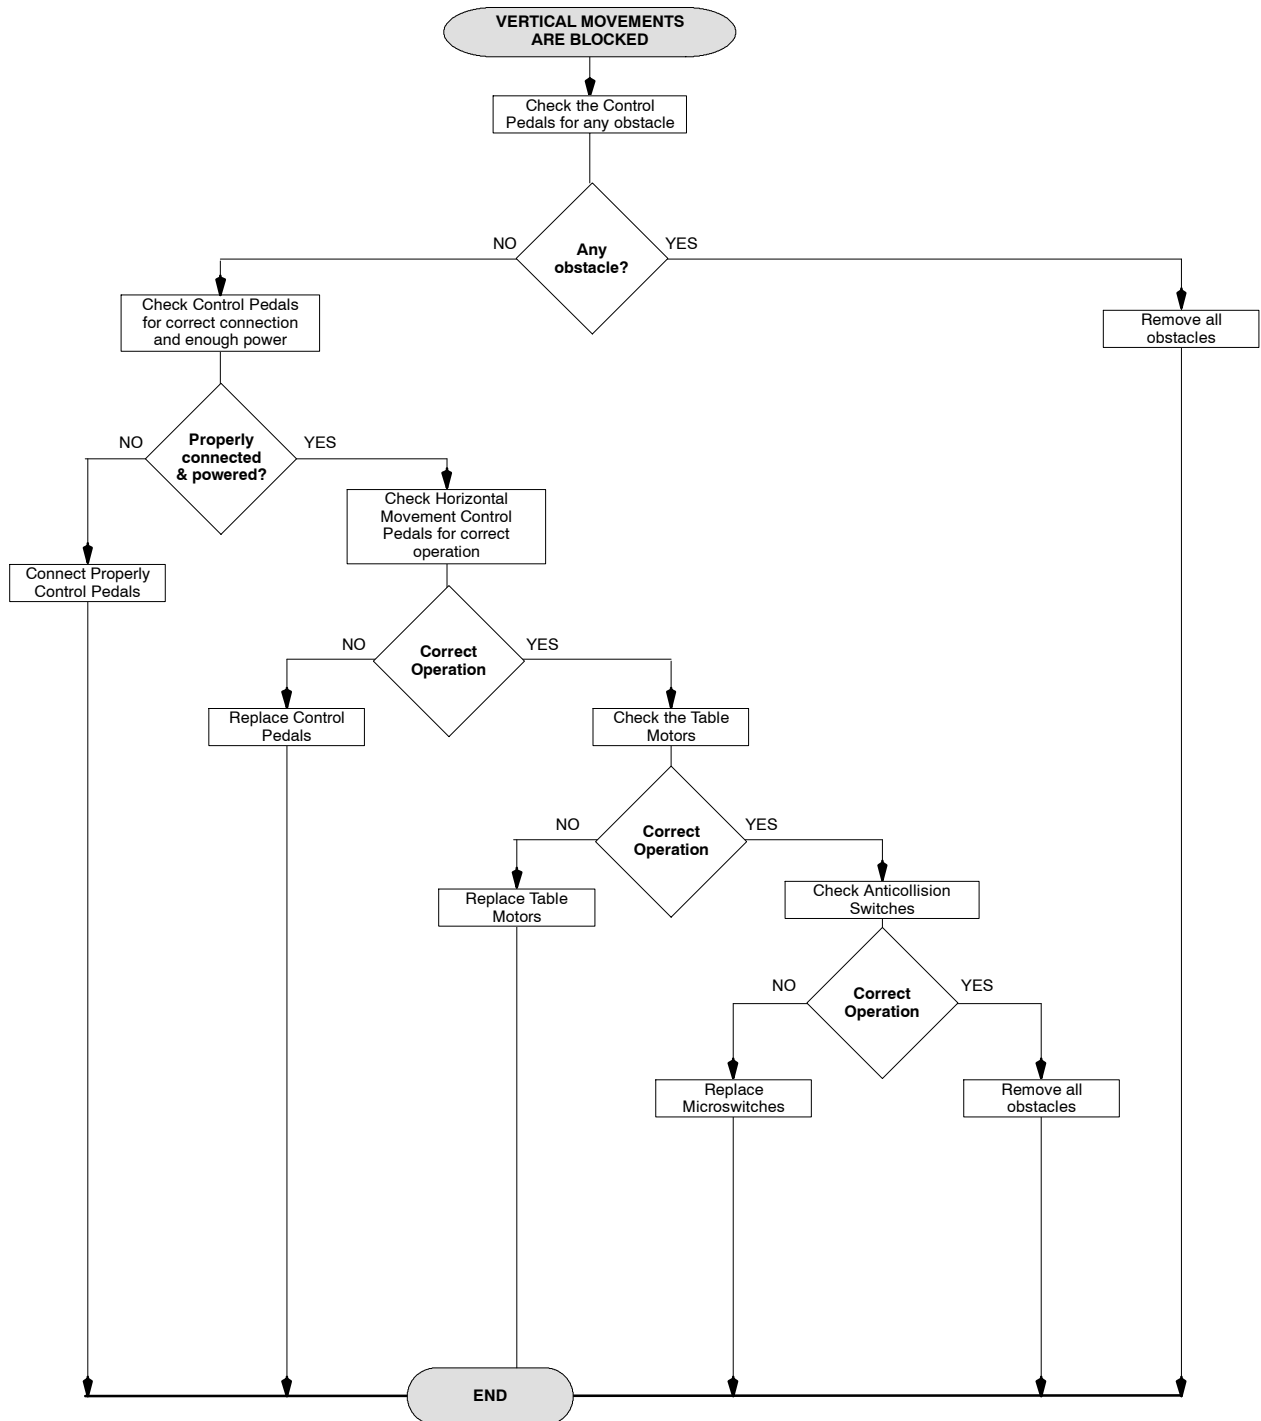 VERTICAL MOVEMENTS
ARE BLOCKED
Check the Control
Pedals for any obstacle
NO
Any
obstacle?
YES
Check Control Pedals
for correct connection
and enough power
Remove all
obstacles
NO
Properly
connected
& powered?
YES
Check Horizontal
Movement Control
Pedals for correct
operation
Connect Properly
Control Pedals
NO
Correct
Operation
YES
Replace Control
Pedals
Check the Table
Motors
NO
Correct
Operation
YES
Replace Table
Motors
Check Anticollision
Switches
NO
Correct
Operation
YES
Replace
Microswitches
Remove all
obstacles
END